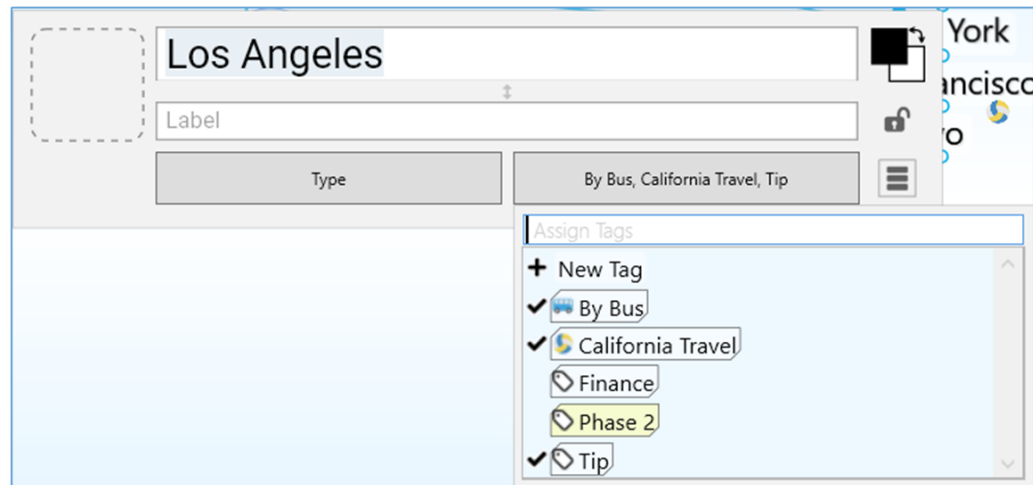 Los Angeles
Label
Type
By Bus, California Travel, Tip
York
ancisco
Assign Tags
New Tag
By Bus
California Travel
Finance
Phase 2
Tip